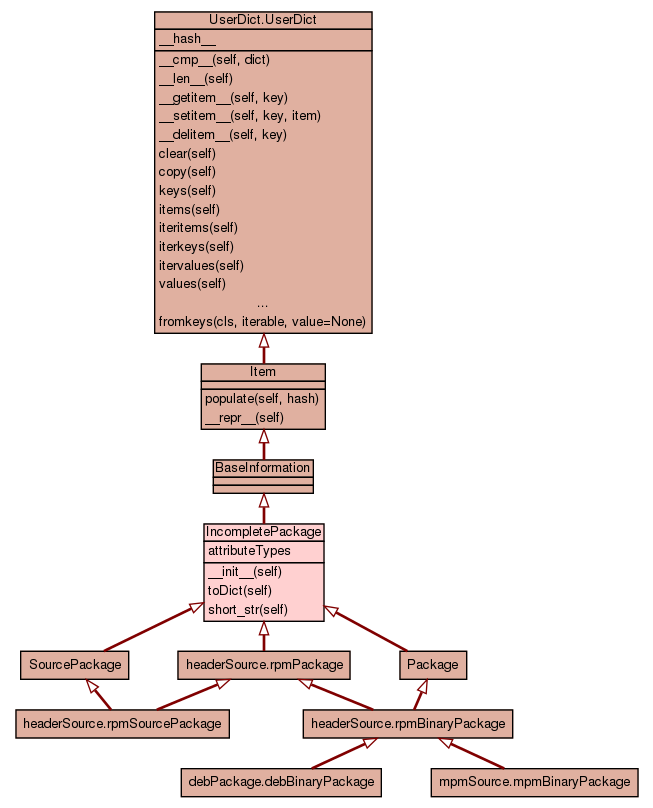 UserDict.UserDict
__hash__
__cmp__(self, dict)
__len__(self)
__getitem__(self, key)
__setitem__(self, key, item)
__delitem__(self, key)
clear(self)
copy(self)
keys(self)
items(self)
iteritems(self)
iterkeys(self)
itervalues(self)
values(self)
...
fromkeys(cls, iterable, value=None)
Item
populate(self, hash)
__repr__(self)
BaseInformation
IncompletePackage
attributeTypes
__init__(self)
toDict(self)
short_str(self)
SourcePackage
headerSource.rpmPackage
Package
headerSource.rpmSourcePackage
headerSource.rpmBinaryPackage
debPackage.debBinaryPackage
mpmSource.mpmBinaryPackage